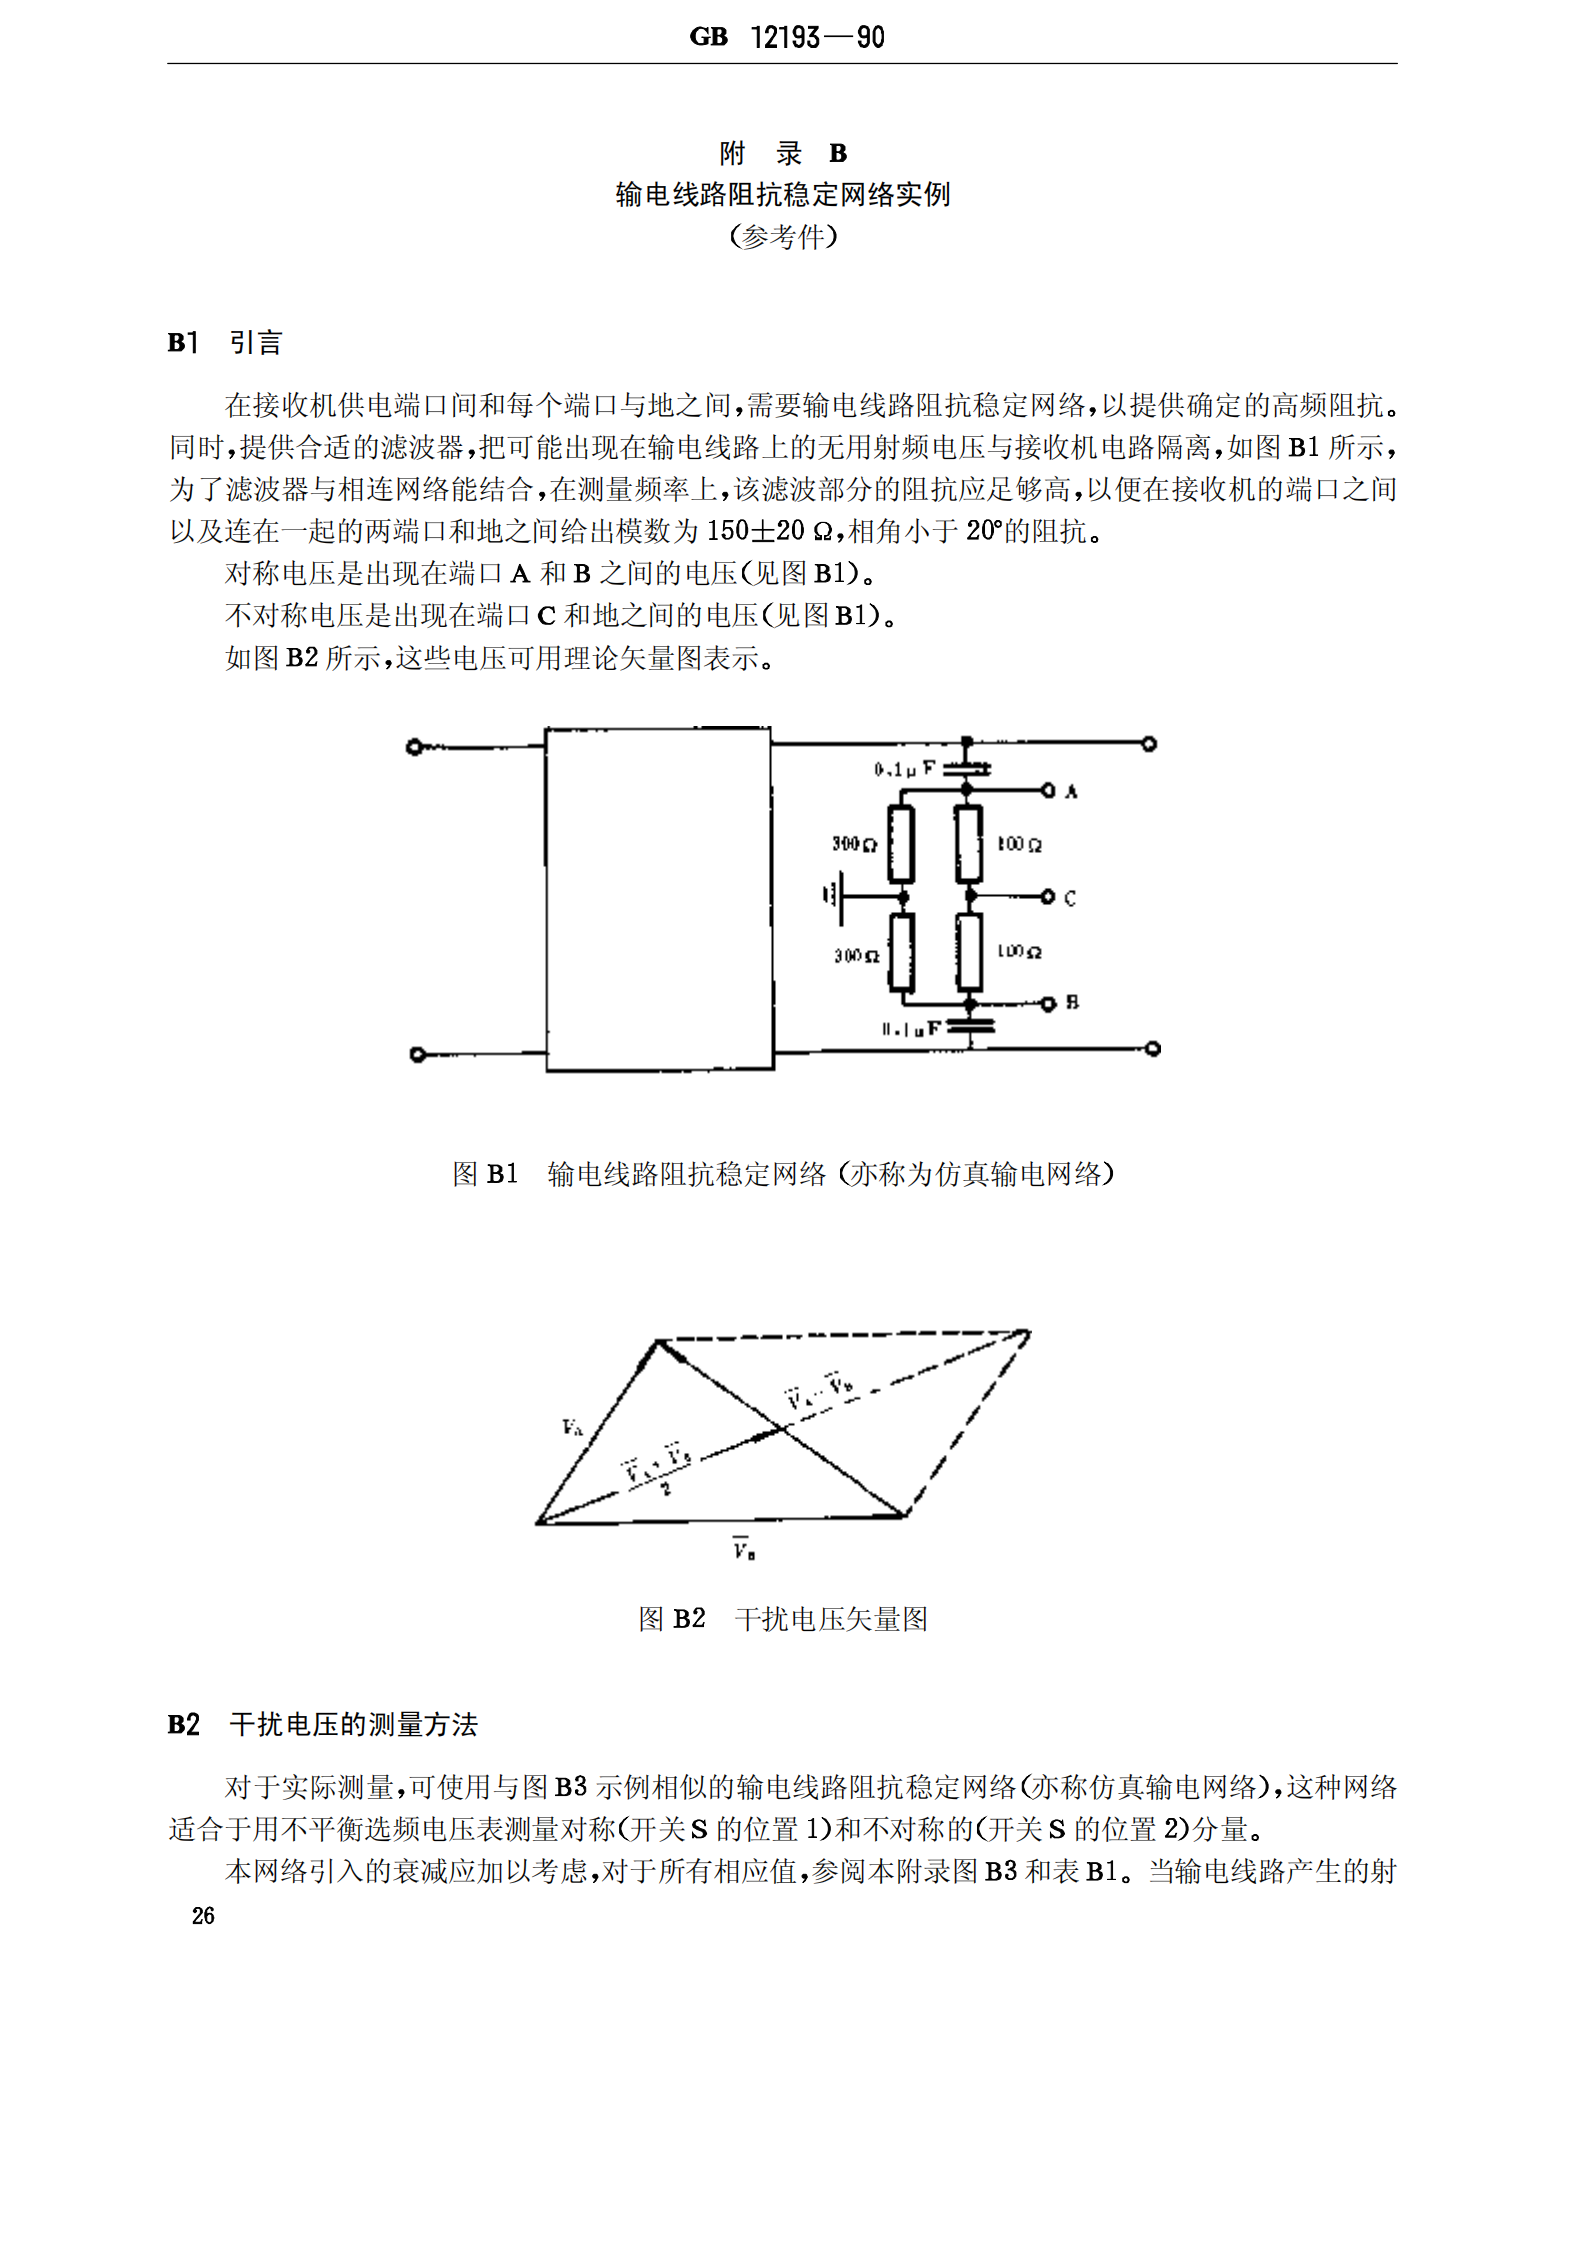 GB 12193—90
附 录 B
输电线路阻抗稳定网络实例
（参考件）
B1 引言
在接收机供电端口间和每个端口与地之间，需要输电线路阻抗稳定网络，以提供确定的高频阻抗。
同时，提供合适的滤波器，把可能出现在输电线路上的无用射频电压与接收机电路隔离，如图 B1 所示，
为了滤波器与相连网络能结合，在测量频率上，该滤波部分的阻抗应足够高，以便在接收机的端口之间
以及连在一起的两端口和地之间给出模数为 150±20 Ω，相角小于 20°的阻抗。
对称电压是出现在端口 A 和 B 之间的电压（见图 B1）。
不对称电压是出现在端口 C 和地之间的电压（见图 B1）。
如图 B2 所示，这些电压可用理论矢量图表示。
0.1μF
A
300Ω
100Ω
C
300Ω
100Ω
B
0.1μF
图 B1 输电线路阻抗稳定网络（亦称为仿真输电网络）
V̅A - V̅B
VA
V̅A + V̅B
2
V̅B
图 B2 干扰电压矢量图
B2 干扰电压的测量方法
对于实际测量，可使用与图 B3 示例相似的输电线路阻抗稳定网络（亦称仿真输电网络），这种网络
适合于用不平衡选频电压表测量对称（开关 S 的位置 1）和不对称的（开关 S 的位置 2）分量。
本网络引入的衰减应加以考虑，对于所有相应值，参阅本附录图 B3 和表 B1。当输电线路产生的射
26